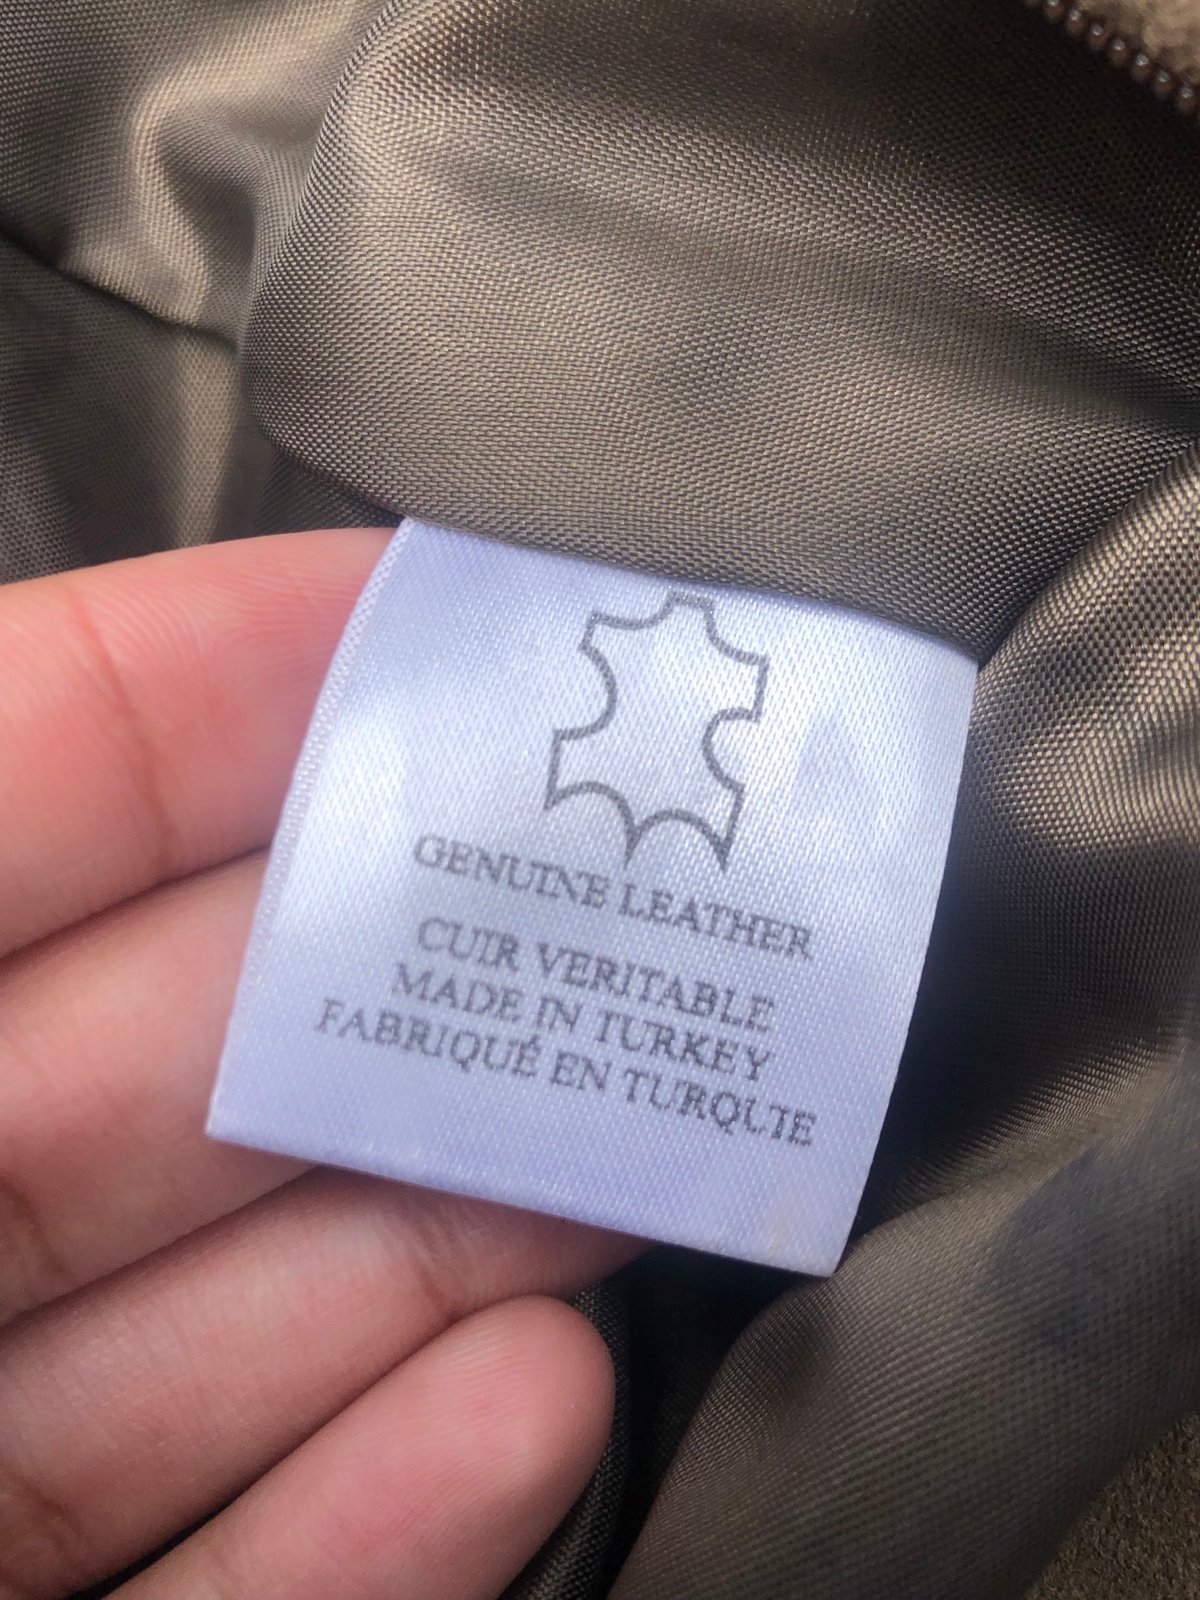 GENUINE LEATHER
CUIR VERITABLE
MADE IN TURKEY
FABRIQUÉ EN TURQUIE